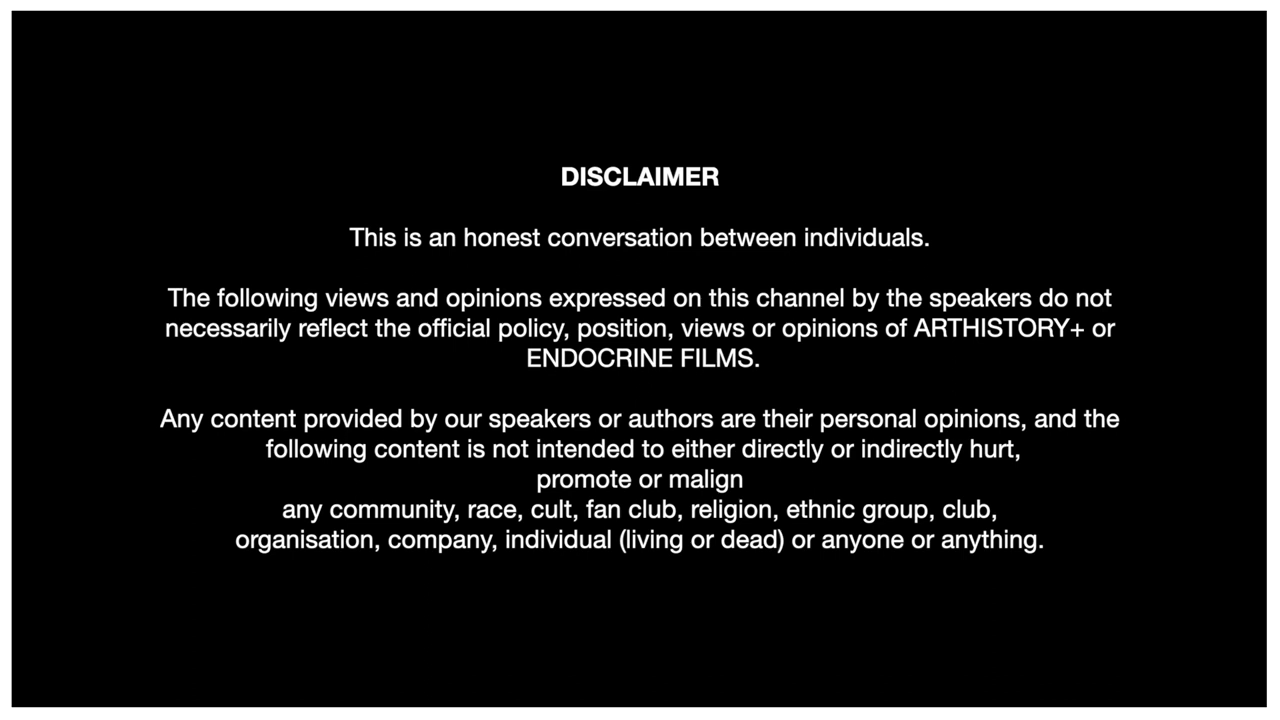 DISCLAIMER
This is an honest conversation between individuals.
The following views and opinions expressed on this channel by the speakers do not
necessarily reflect the official policy, position, views or opinions of ARTHISTORY+ or
ENDOCRINE FILMS.
Any content provided by our speakers or authors are their personal opinions, and the
following content is not intended to either directly or indirectly hurt,
promote or malign
any community, race, cult, fan club, religion, ethnic group, club,
organisation, company, individual (living or dead) or anyone or anything.